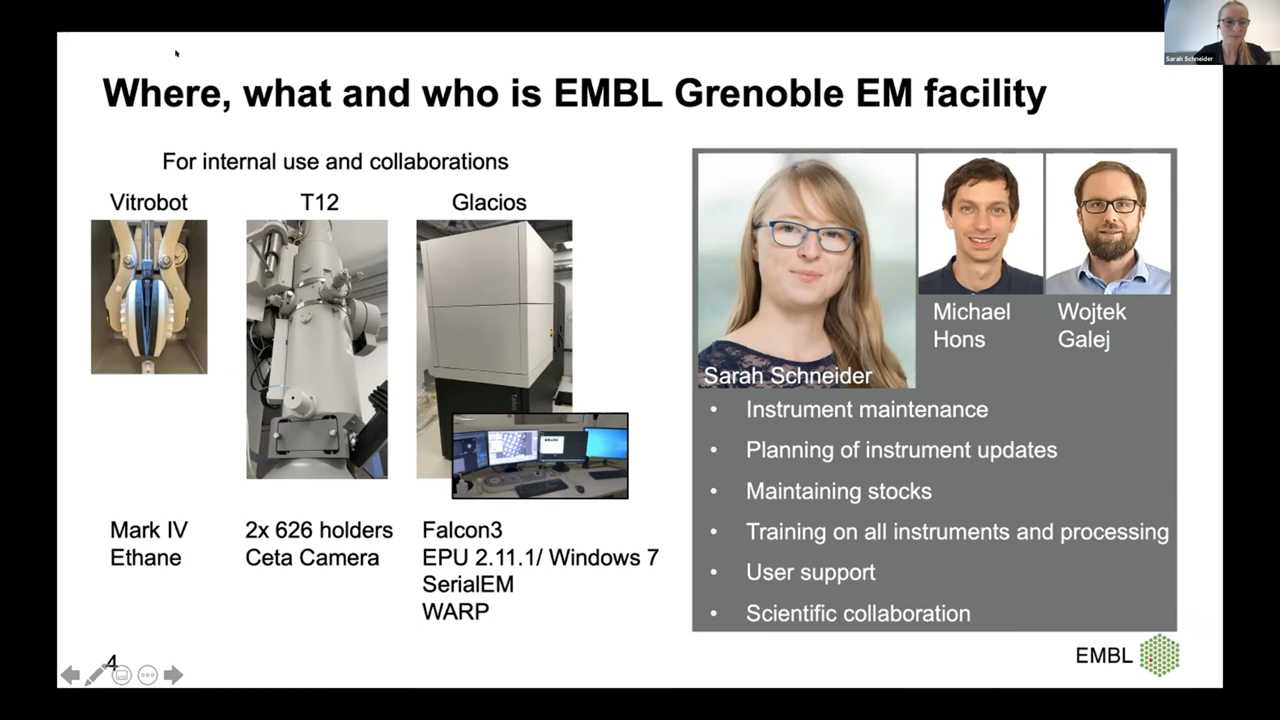 Sarah Schneider
Where, what and who is EMBL Grenoble EM facility
For internal use and collaborations
Vitrobot
T12
Glacios
Mark IV
Ethane
2x 626 holders
Ceta Camera
Falcon3
EPU 2.11.1/ Windows 7
SerialEM
WARP
Sarah Schneider
Michael
Hons
Wojtek
Galej
• Instrument maintenance
• Planning of instrument updates
• Maintaining stocks
• Training on all instruments and processing
• User support
• Scientific collaboration
4
EMBL